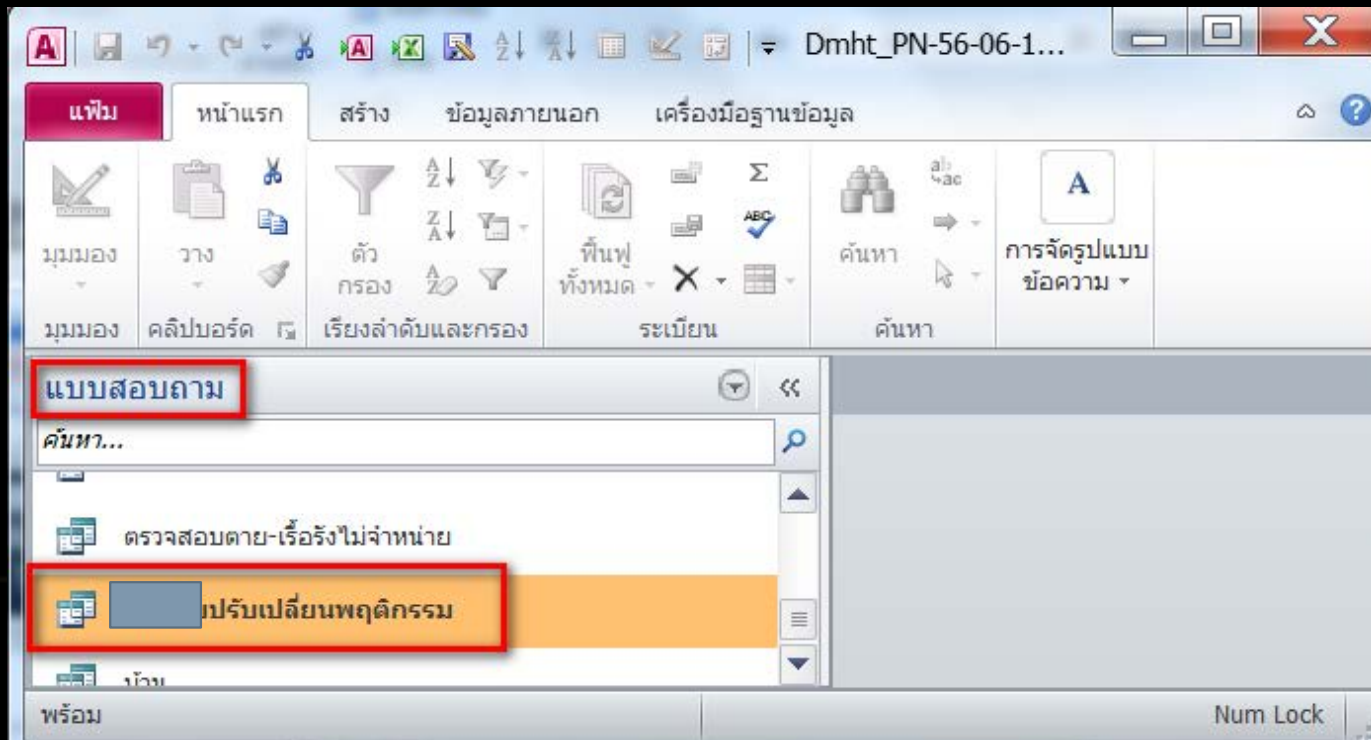 Dmht_PN-56-06-1...
แฟ้ม หน้าแรก สร้าง ข้อมูลภายนอก เครื่องมือฐานข้อมูล
มุมมอง วาง ตัวกรอง ฟื้นฟูทั้งหมด ค้นหา การจัดรูปแบบข้อความ
มุมมอง คลิปบอร์ด เรียงลำดับและกรอง ระเบียน ค้นหา
แบบสอบถาม
ค้นหา...
ตรวจสอบตาย-เรื้อรังไม่จำหน่าย
ปรับเปลี่ยนพฤติกรรม
บ้าน
พร้อม Num Lock